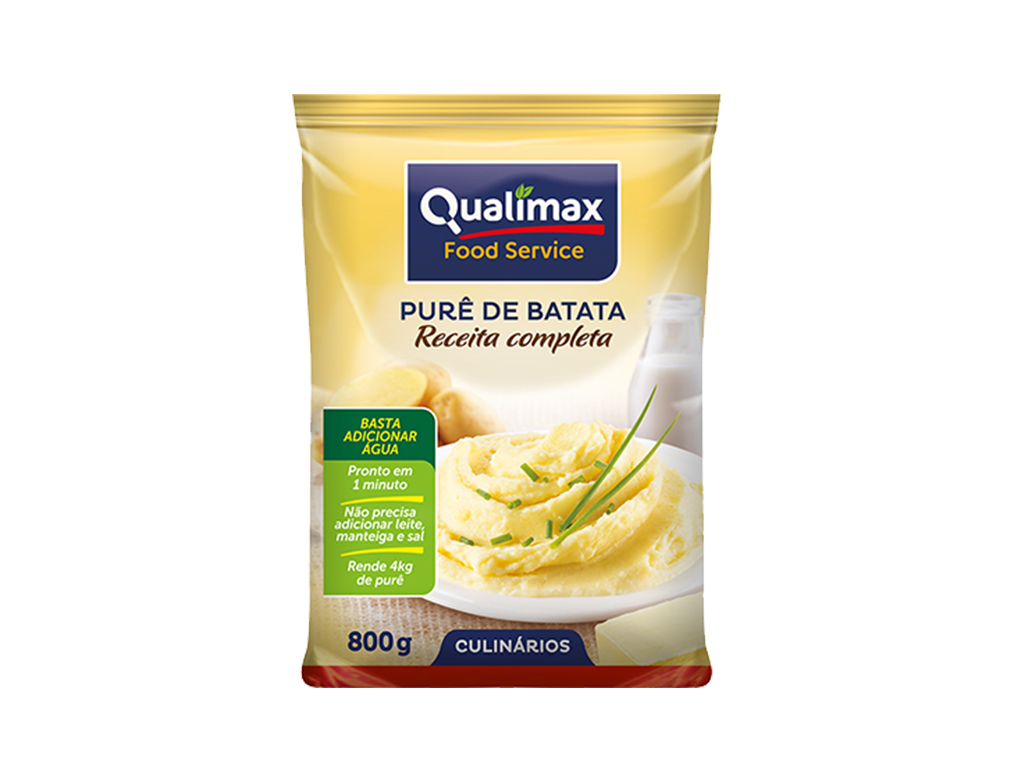 Qualimax
Food Service
PURÊ DE BATATA
Receita completa
BASTA
ADICIONAR
ÁGUA
Pronto em
1 minuto
Não precisa
adicionar leite,
manteiga e sal
Rende 4kg
de purê
800g
CULINÁRIOS